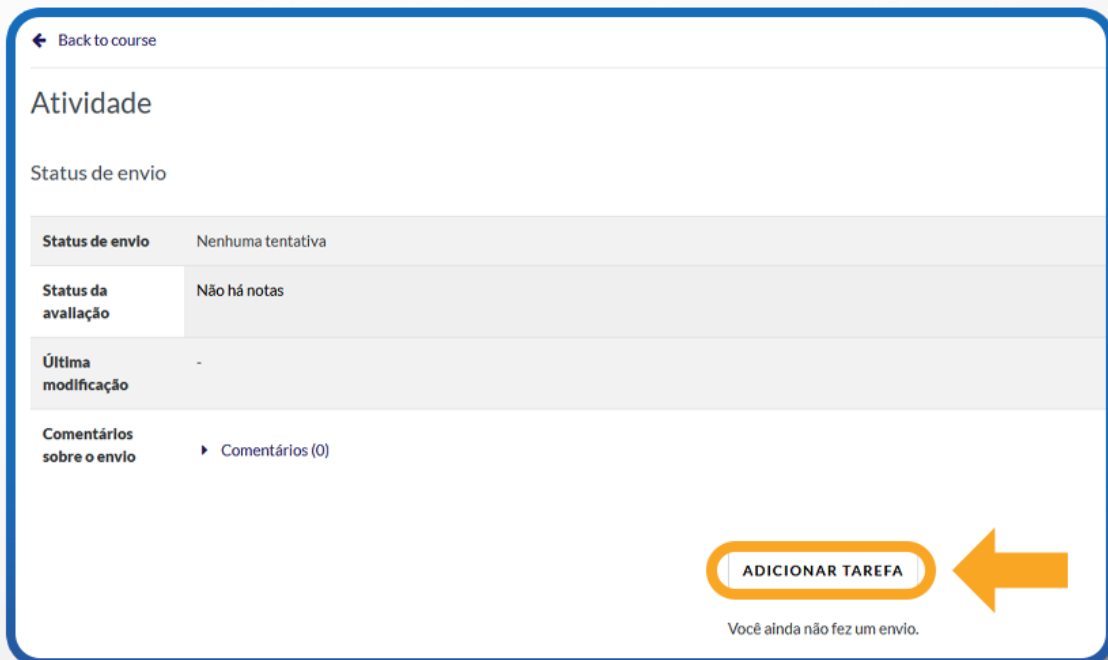 Back to course
Atividade
Status de envio
Status de envio Nenhuma tentativa
Status da Não há notas
avaliação
Última -
modificação
Comentários
sobre o envio Comentários (0)
ADICIONAR TAREFA
Você ainda não fez um envio.